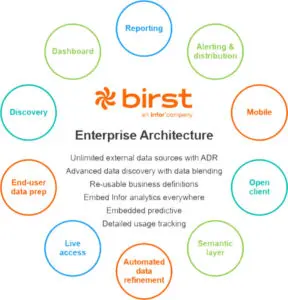 Reporting
Dashboard
Alerting &
distribution
birst
an Infor company
Discovery
Mobile
Enterprise Architecture
Unlimited external data sources with ADR
Advanced data discovery with data blending
Re-usable business definitions
Embed Infor analytics everywhere
Embedded predictive
Detailed usage tracking
End-user
data prep
Open
client
Live
access
Semantic
layer
Automated
data
refinement